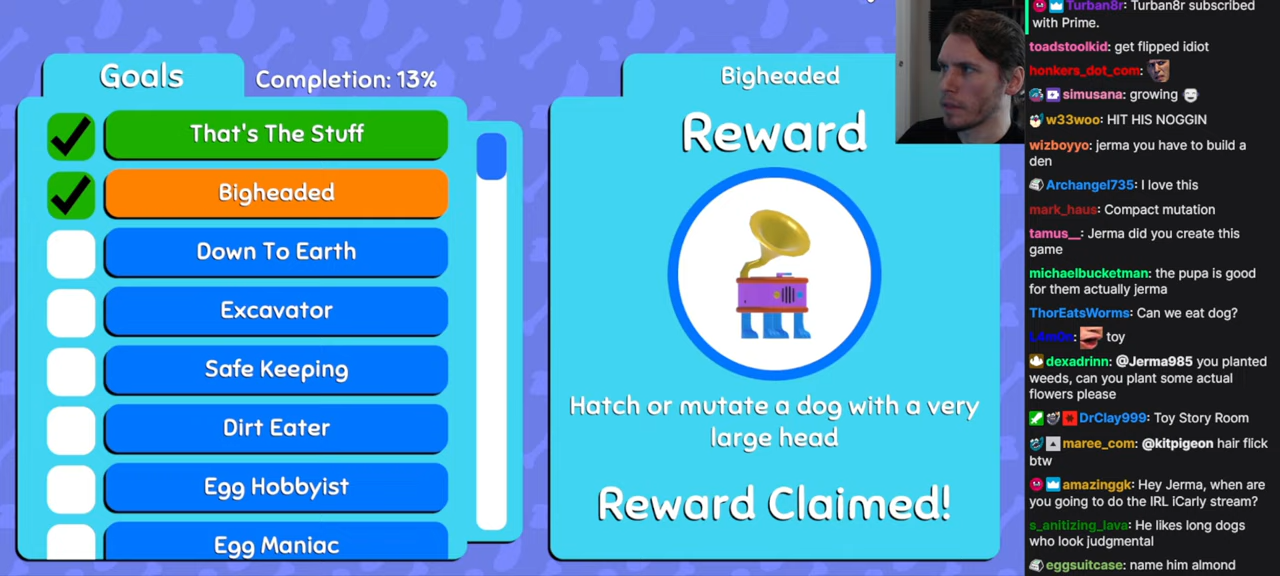 Goals
Completion: 13%
That's The Stuff
Bigheaded
Down To Earth
Excavator
Safe Keeping
Dirt Eater
Egg Hobbyist
Egg Maniac
Bigheaded
Reward
Hatch or mutate a dog with a very
large head
Reward Claimed!
Turban8r: Turban8r subscribed
with Prime.
toadstoolkid: get flipped idiot
honkers_dot_com:
simusana: growing
w33woo: HIT HIS NOGGIN
wizboyyo: jerma you have to build a
den
Archangel735: I love this
mark_haus: Compact mutation
tamus__: Jerma did you create this
game
michaelbucketman: the pupa is good
for them actually jerma
ThorEatsWorms: Can we eat dog?
toy
dexadrinn: @Jerma985 you planted
weeds, can you plant some actual
flowers please
DrClay999: Toy Story Room
maree_com: @kitpigeon hair flick
btw
amazinggk: Hey Jerma, when are
you going to do the IRL iCarly stream?
s_anitizing_lava: He likes long dogs
who look judgmental
eggsuitcase: name him almond